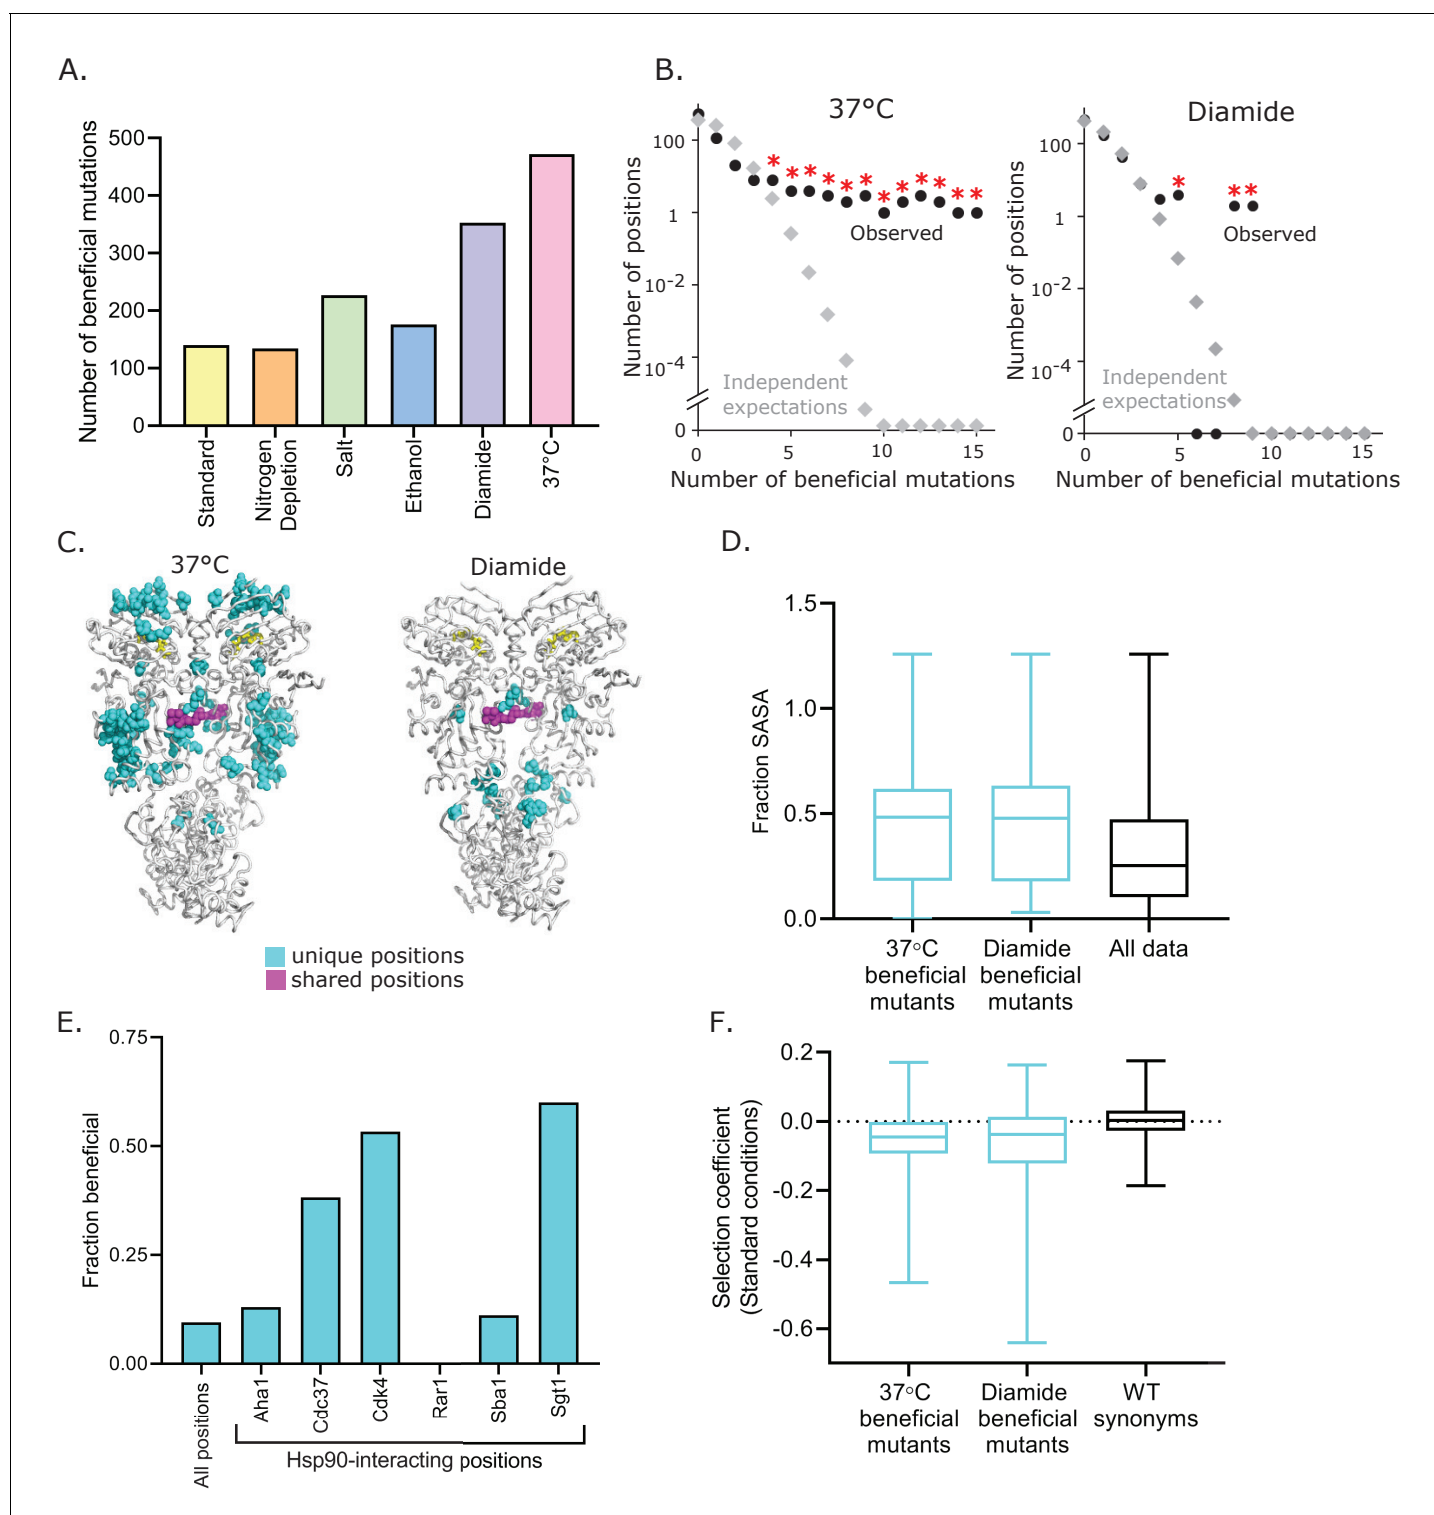 A.
Number of beneficial mutations
500
400
300
200
100
0
Standard
Nitrogen
Depletion
Salt
Ethanol
Diamide
37°C
B.
37°C
Number of positions
100
1
10-2
10-4
0
* * * * * * * * * * * *
Observed
Independent
expectations
0
5
10
15
Number of beneficial mutations
Diamide
Number of positions
100
1
10-2
10-4
0
* * *
Observed
Independent
expectations
0
5
10
15
Number of beneficial mutations
C.
37°C
Diamide
unique positions
shared positions
D.
Fraction SASA
1.5
1.0
0.5
0.0
37°C
beneficial
mutants
Diamide
beneficial
mutants
All data
E.
Fraction beneficial
0.75
0.50
0.25
0.00
All positions
Aha1
Cdc37
Cdk4
Rar1
Sba1
Sgt1
Hsp90-interacting positions
F.
Selection coefficient
(Standard conditions)
0.2
0.0
-0.2
-0.4
-0.6
37°C
beneficial
mutants
Diamide
beneficial
mutants
WT
synonyms